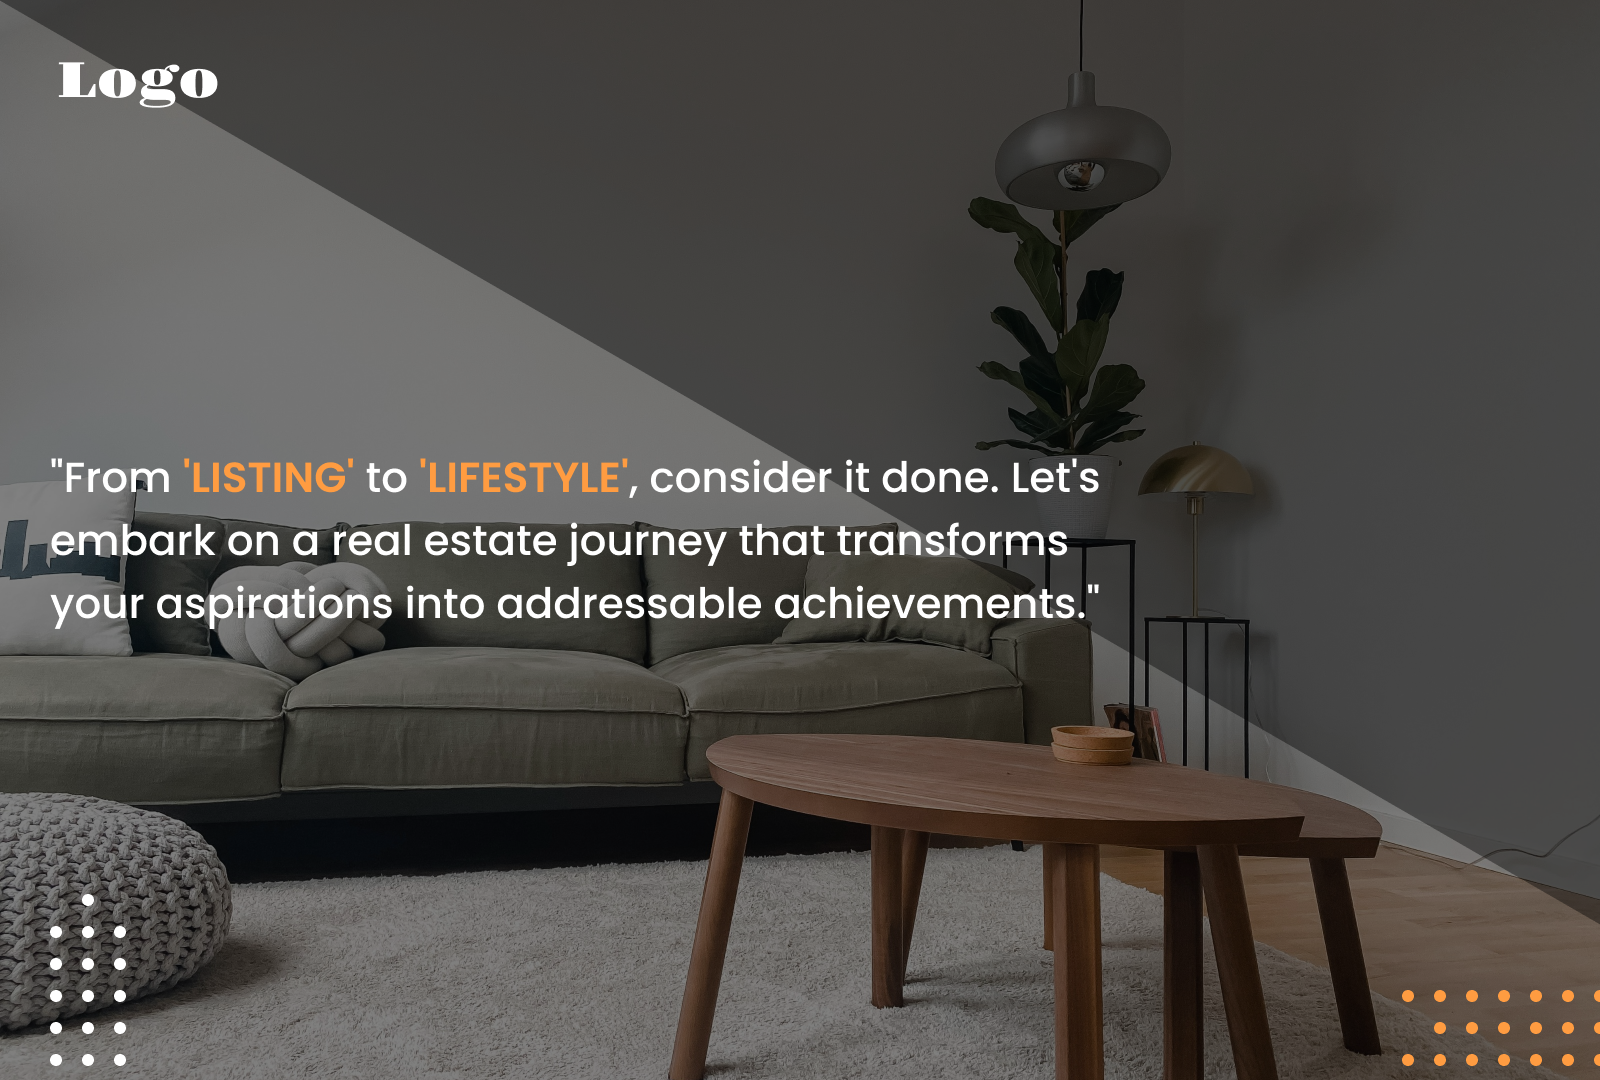 Logo
"From 'LISTING' to 'LIFESTYLE', consider it done. Let's
embark on a real estate journey that transforms
your aspirations into addressable achievements."